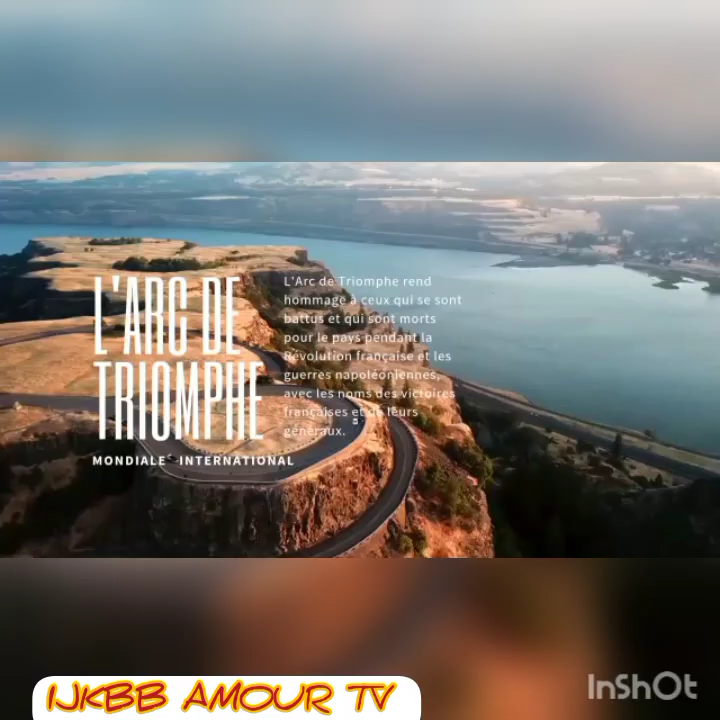 L'ARC DE
TRIOMPHE
MONDIALE INTERNATIONAL
L'Arc de Triomphe rend
hommage à ceux qui se sont
battus et qui sont morts
pour le pays pendant la
Révolution française et les
guerres napoléoniennes,
avec les noms des victoires
françaises et de leurs
généraux.
IJKBB AMOUR TV
InShOt